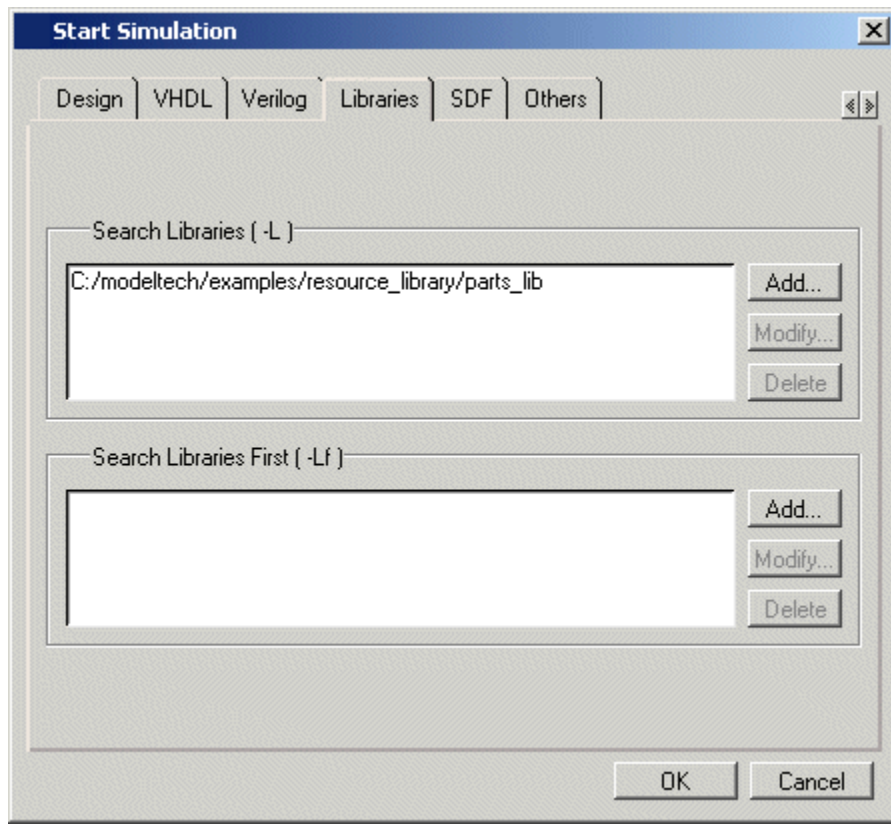 Start Simulation
Design VHDL Verilog Libraries SDF Others
Search Libraries ( -L )
C:/modeltech/examples/resource_library/parts_lib
Add...
Modify...
Delete
Search Libraries First ( -Lf )
Add...
Modify...
Delete
OK Cancel